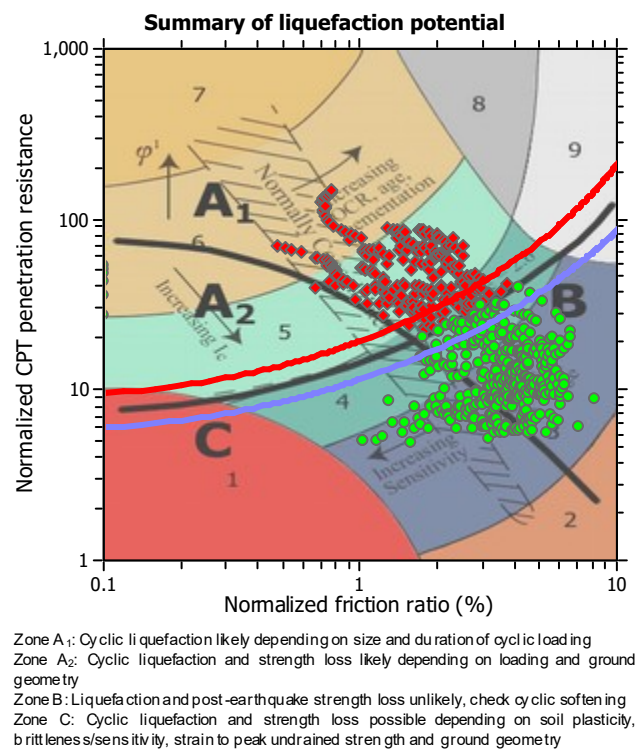 Summary of liquefaction potential
1,000
100
10
1
Normalized CPT penetration resistance
7
8
9
φ'
Increasing
OCR, age,
cementation
Normally
A1
6
A2
Increasing Ic
5
B
4
C
1
Increasing
Sensitivity
3
2
0.1
1
10
Normalized friction ratio (%)
Zone A1: Cyclic liquefaction likely depending on size and duration of cyclic loading
Zone A2: Cyclic liquefaction and strength loss likely depending on loading and ground
geometry
Zone B: Liquefaction and post-earthquake strength loss unlikely, check cyclic softening
Zone C: Cyclic liquefaction and strength loss possible depending on soil plasticity,
brittleness/sensitivity, strain to peak undrained strength and ground geometry